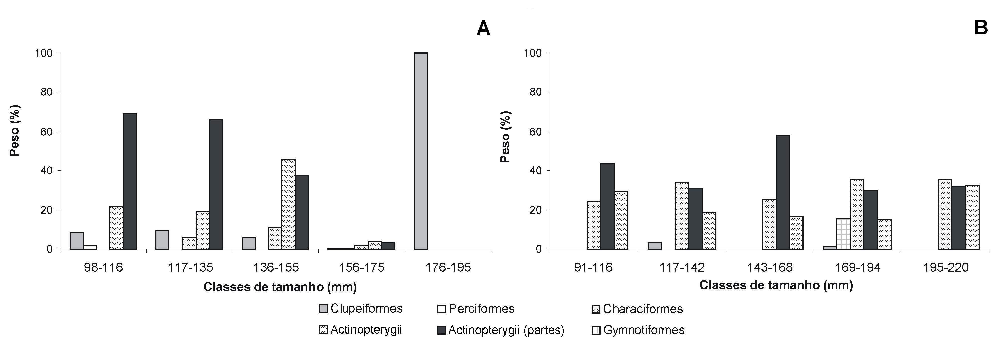 A
B
100
80
60
40
20
0
Peso (%)
98-116 117-135 136-155 156-175 176-195
Classes de tamanho (mm)
100
80
60
40
20
0
Peso (%)
91-116 117-142 143-168 169-194 195-220
Classes de tamanho (mm)
Clupeiformes Perciformes Characiformes
Actinopterygii Actinopterygii (partes) Gymnotiformes